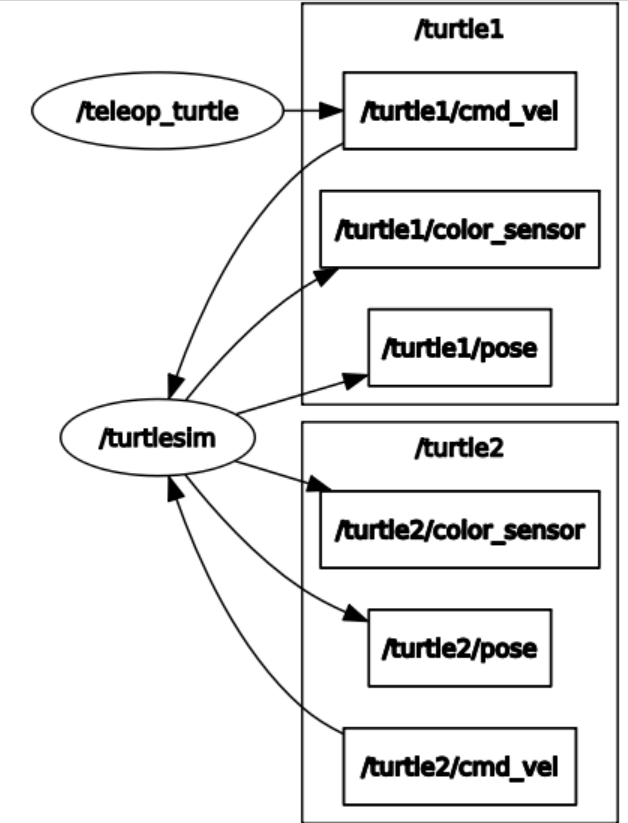 /turtle1
/teleop_turtle
/turtle1/cmd_vel
/turtle1/color_sensor
/turtle1/pose
/turtlesim
/turtle2
/turtle2/color_sensor
/turtle2/pose
/turtle2/cmd_vel